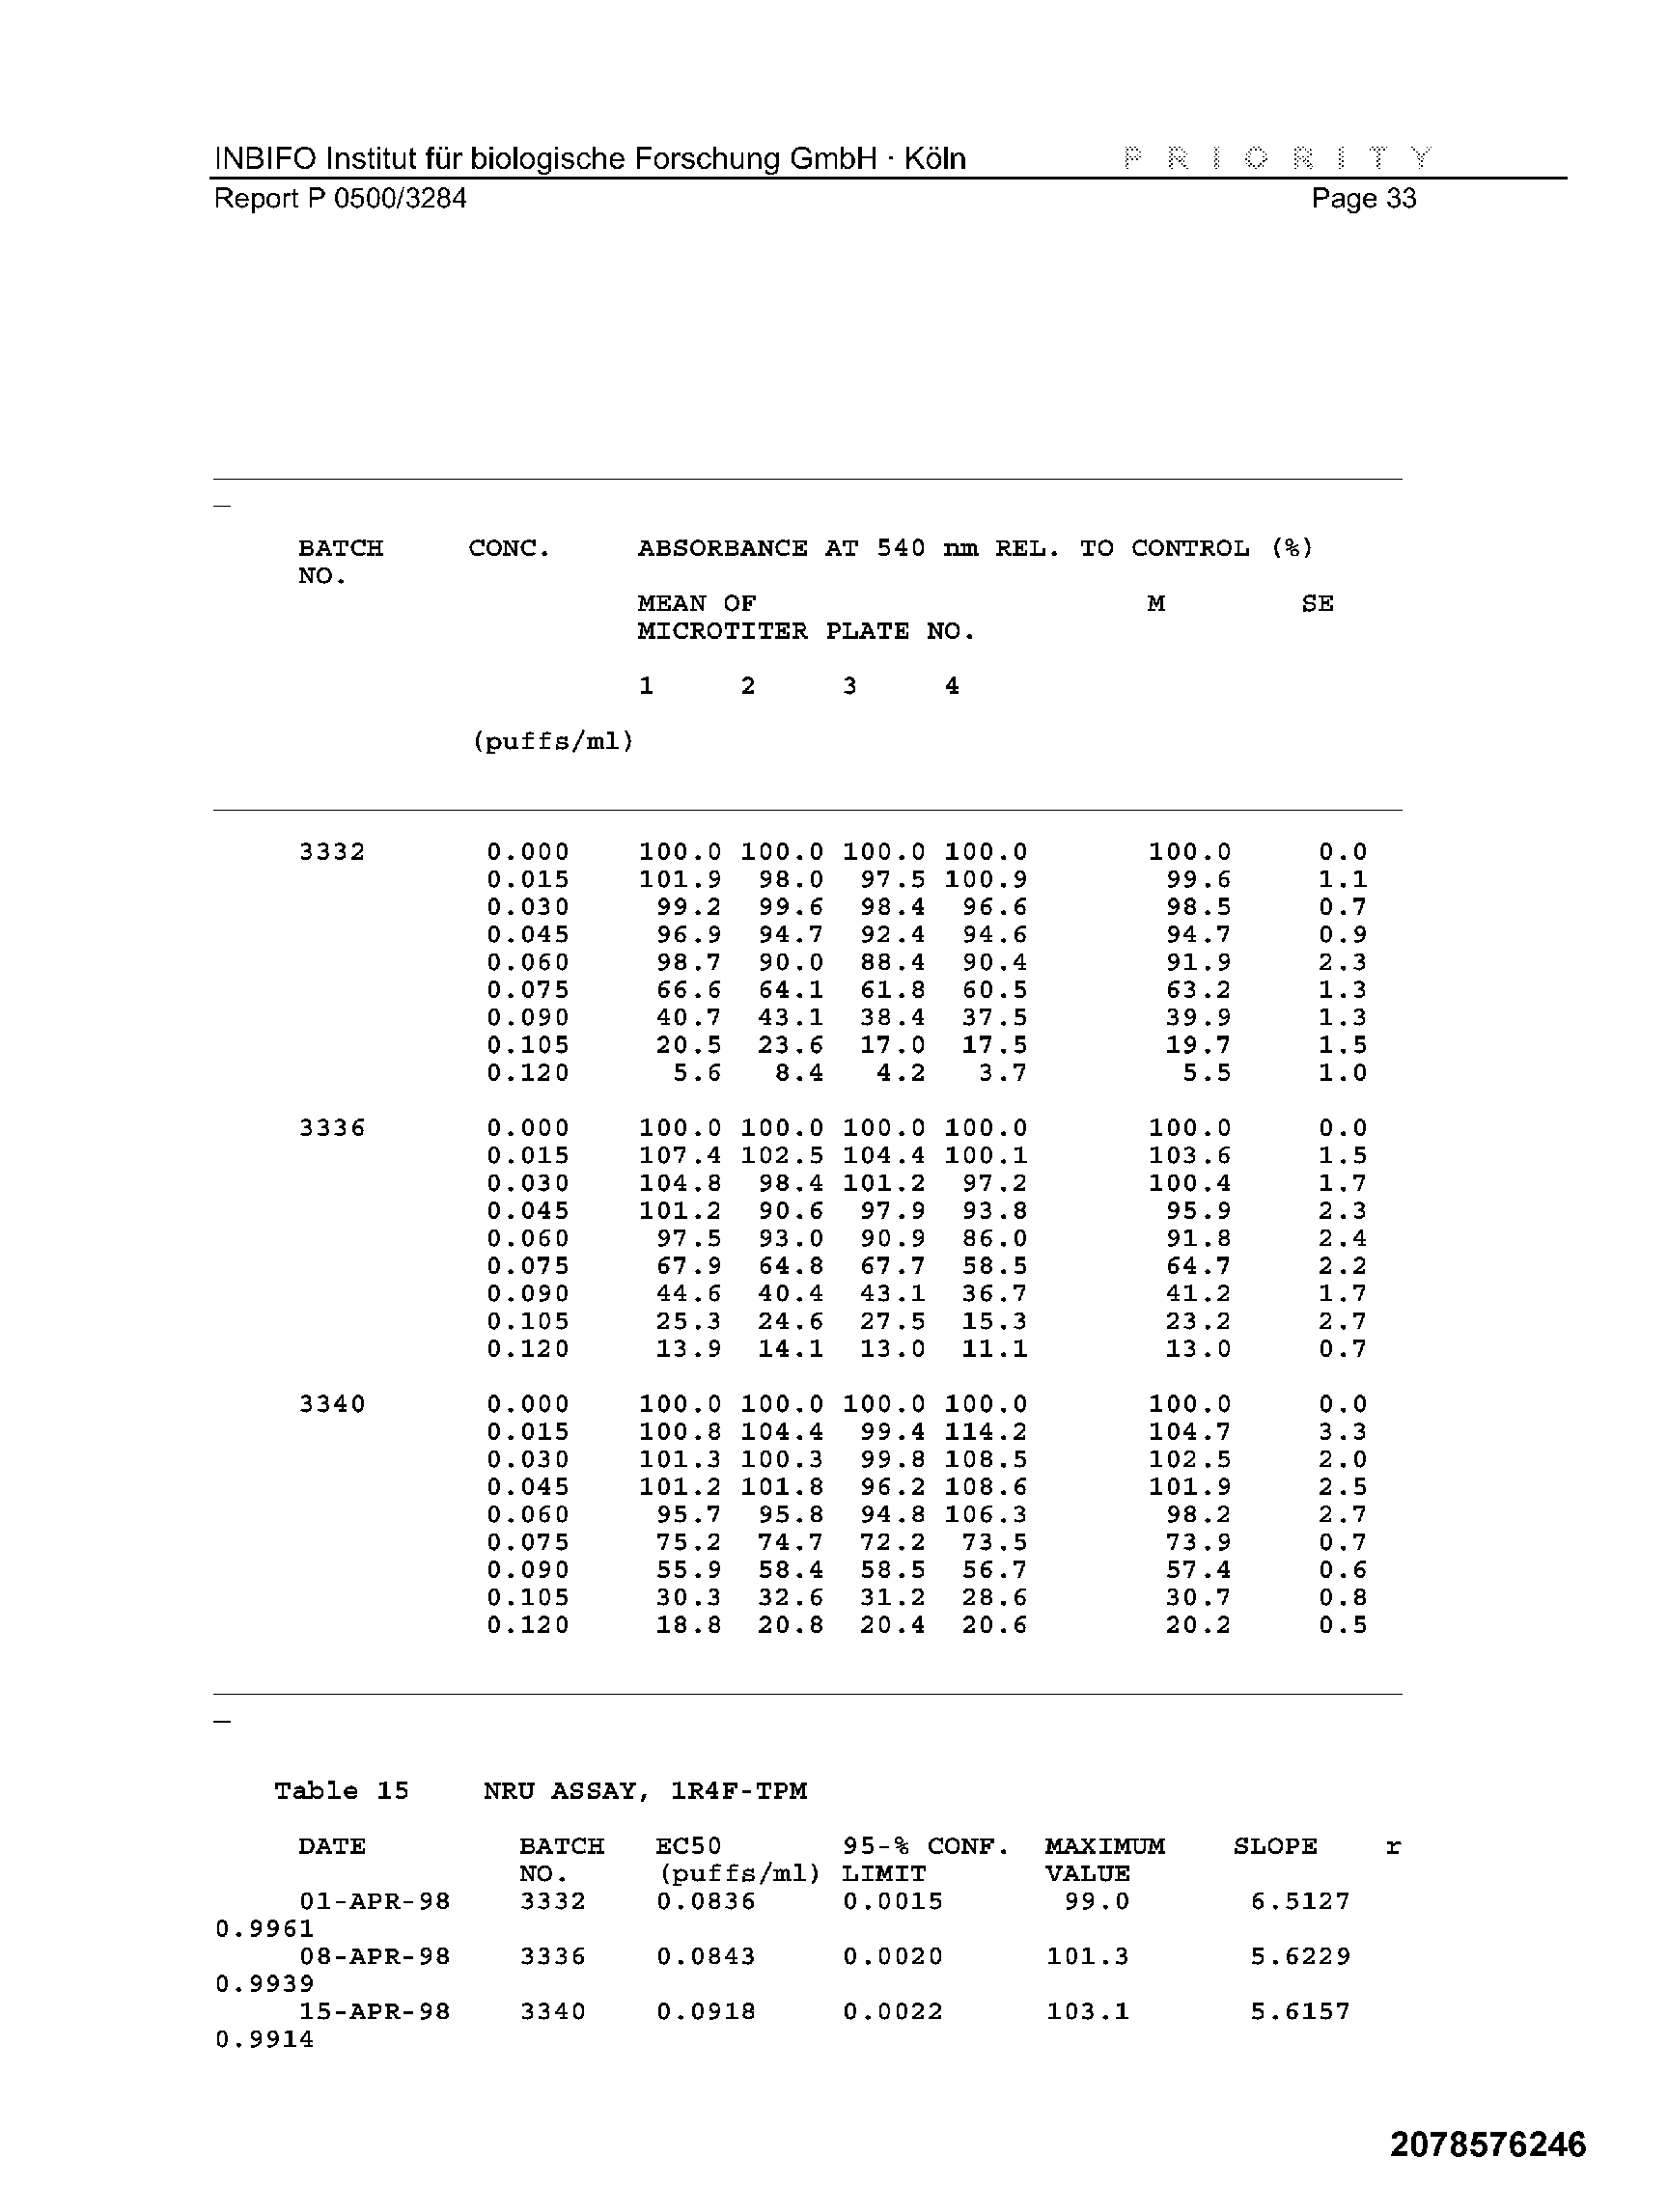 INBIFO Institut für biologische Forschung GmbH · Köln P R I O R I T Y
Report P 0500/3284 Page 33
BATCH CONC. ABSORBANCE AT 540 nm REL. TO CONTROL (%)
NO.
MEAN OF M SE
MICROTITER PLATE NO.
1 2 3 4
(puffs/ml)
3332 0.000 100.0 100.0 100.0 100.0 100.0 0.0
0.015 101.9 98.0 97.5 100.9 99.6 1.1
0.030 99.2 99.6 98.4 96.6 98.5 0.7
0.045 96.9 94.7 92.4 94.6 94.7 0.9
0.060 98.7 90.0 88.4 90.4 91.9 2.3
0.075 66.6 64.1 61.8 60.5 63.2 1.3
0.090 40.7 43.1 38.4 37.5 39.9 1.3
0.105 20.5 23.6 17.0 17.5 19.7 1.5
0.120 5.6 8.4 4.2 3.7 5.5 1.0
3336 0.000 100.0 100.0 100.0 100.0 100.0 0.0
0.015 107.4 102.5 104.4 100.1 103.6 1.5
0.030 104.8 98.4 101.2 97.2 100.4 1.7
0.045 101.2 90.6 97.9 93.8 95.9 2.3
0.060 97.5 93.0 90.9 86.0 91.8 2.4
0.075 67.9 64.8 67.7 58.5 64.7 2.2
0.090 44.6 40.4 43.1 36.7 41.2 1.7
0.105 25.3 24.6 27.5 15.3 23.2 2.7
0.120 13.9 14.1 13.0 11.1 13.0 0.7
3340 0.000 100.0 100.0 100.0 100.0 100.0 0.0
0.015 100.8 104.4 99.4 114.2 104.7 3.3
0.030 101.3 100.3 99.8 108.5 102.5 2.0
0.045 101.2 101.8 96.2 108.6 101.9 2.5
0.060 95.7 95.8 94.8 106.3 98.2 2.7
0.075 75.2 74.7 72.2 73.5 73.9 0.7
0.090 55.9 58.4 58.5 56.7 57.4 0.6
0.105 30.3 32.6 31.2 28.6 30.7 0.8
0.120 18.8 20.8 20.4 20.6 20.2 0.5
Table 15 NRU ASSAY, 1R4F-TPM
DATE BATCH EC50 95-% CONF. MAXIMUM SLOPE r
NO. (puffs/ml) LIMIT VALUE
01-APR-98 3332 0.0836 0.0015 99.0 6.5127
0.9961
08-APR-98 3336 0.0843 0.0020 101.3 5.6229
0.9939
15-APR-98 3340 0.0918 0.0022 103.1 5.6157
0.9914
2078576246